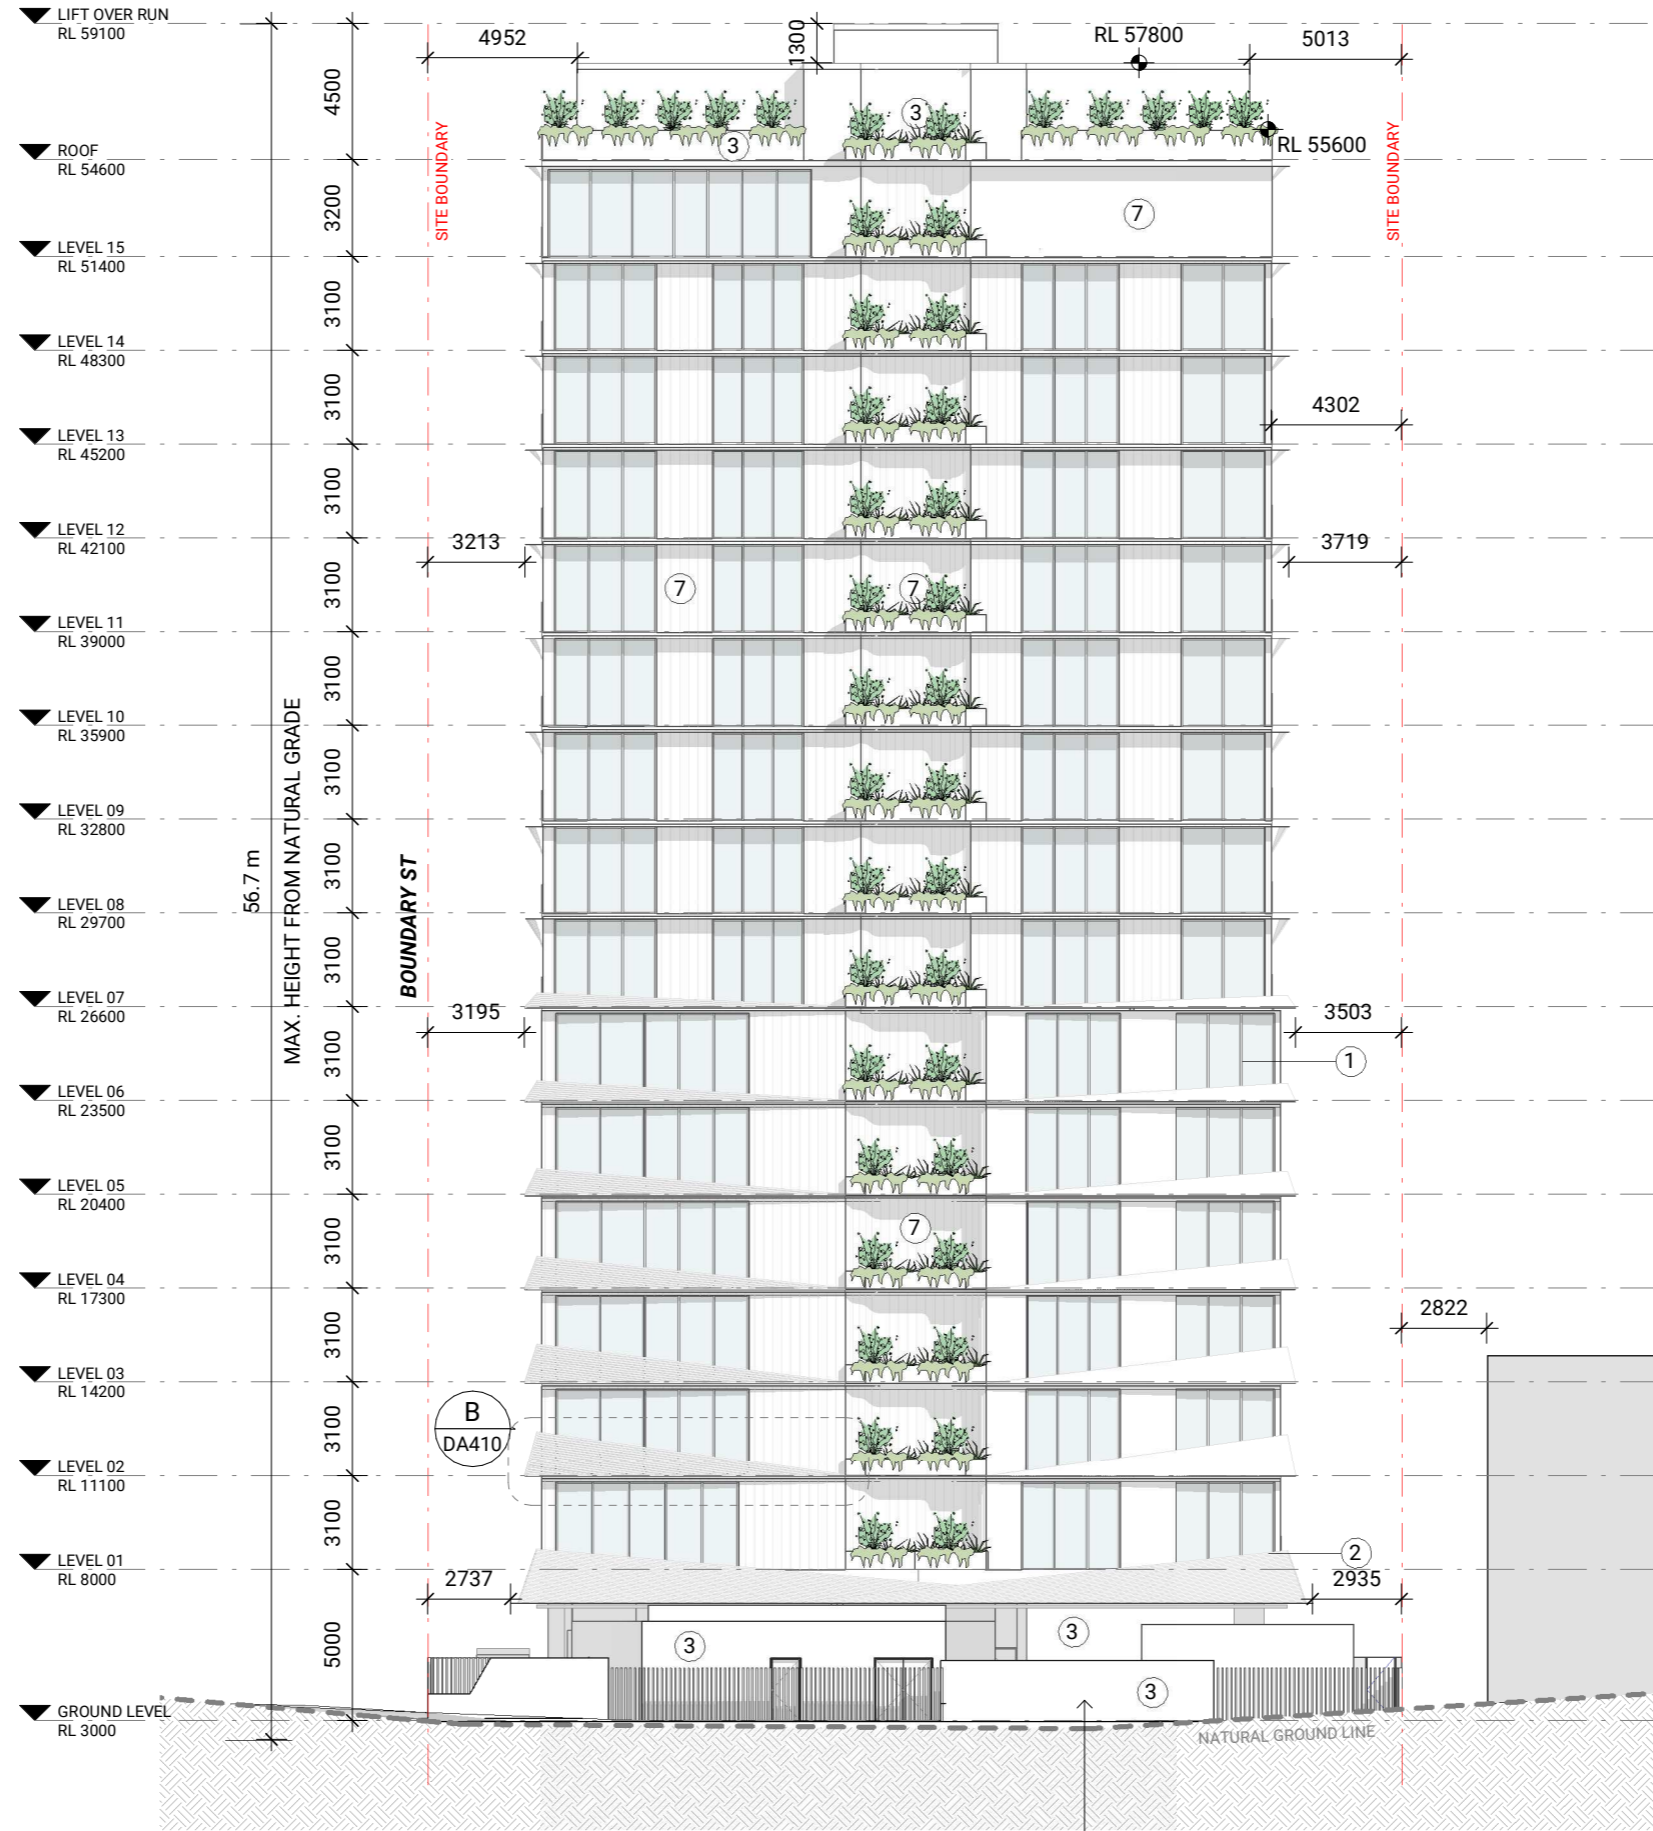 LIFT OVER RUN
RL 59100
4952
1300
RL 57800
5013
4500
3
3
RL 55600
ROOF
RL 54600
SITE BOUNDARY
SITE BOUNDARY
3200
7
LEVEL 15
RL 51400
3100
LEVEL 14
RL 48300
3100
4302
LEVEL 13
RL 45200
3100
LEVEL 12
RL 42100
3213
3719
3100
7
7
LEVEL 11
RL 39000
3100
LEVEL 10
RL 35900
3100
MAX. HEIGHT FROM NATURAL GRADE
56.7 m
LEVEL 09
RL 32800
3100
BOUNDARY ST
LEVEL 08
RL 29700
3100
LEVEL 07
RL 26600
3195
3503
3100
1
LEVEL 06
RL 23500
3100
LEVEL 05
RL 20400
3100
7
LEVEL 04
RL 17300
3100
2822
LEVEL 03
RL 14200
3100
B
DA410
LEVEL 02
RL 11100
3100
LEVEL 01
RL 8000
2
2737
2935
5000
3
3
3
GROUND LEVEL
RL 3000
NATURAL GROUND LINE